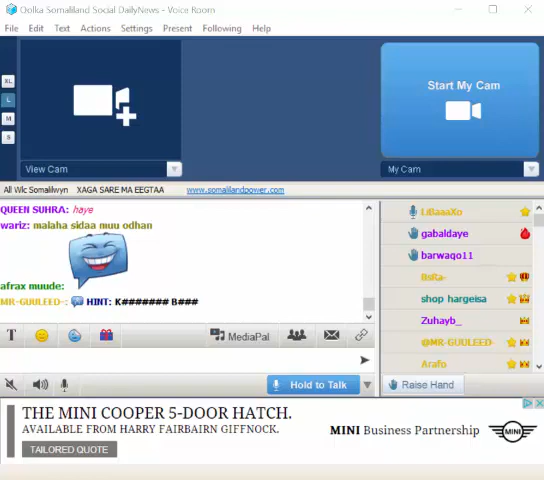 Oolka Somaliland Social DailyNews - Voice Room
File Edit Text Actions Settings Present Following Help
XL
L
M
S
Start My Cam
View Cam
My Cam
All Wlc Somalilwyn XAGA SARE MA EEGTAA www.somalilandpower.com
QUEEN SUHRA: haye
wariz: malaha sidaa muu odhan
afrax muude:
MR-GUULEED-: HINT: K####### B###
LiBaaaXo
gabaldaye
barwaqo11
shop hargeisa
Zuhayb_
@MR-GUULEED-
Arafo
T
MediaPal
Hold to Talk
Raise Hand
THE MINI COOPER 5-DOOR HATCH.
AVAILABLE FROM HARRY FAIRBAIRN GIFFNOCK.
TAILORED QUOTE
MINI Business Partnership
MINI